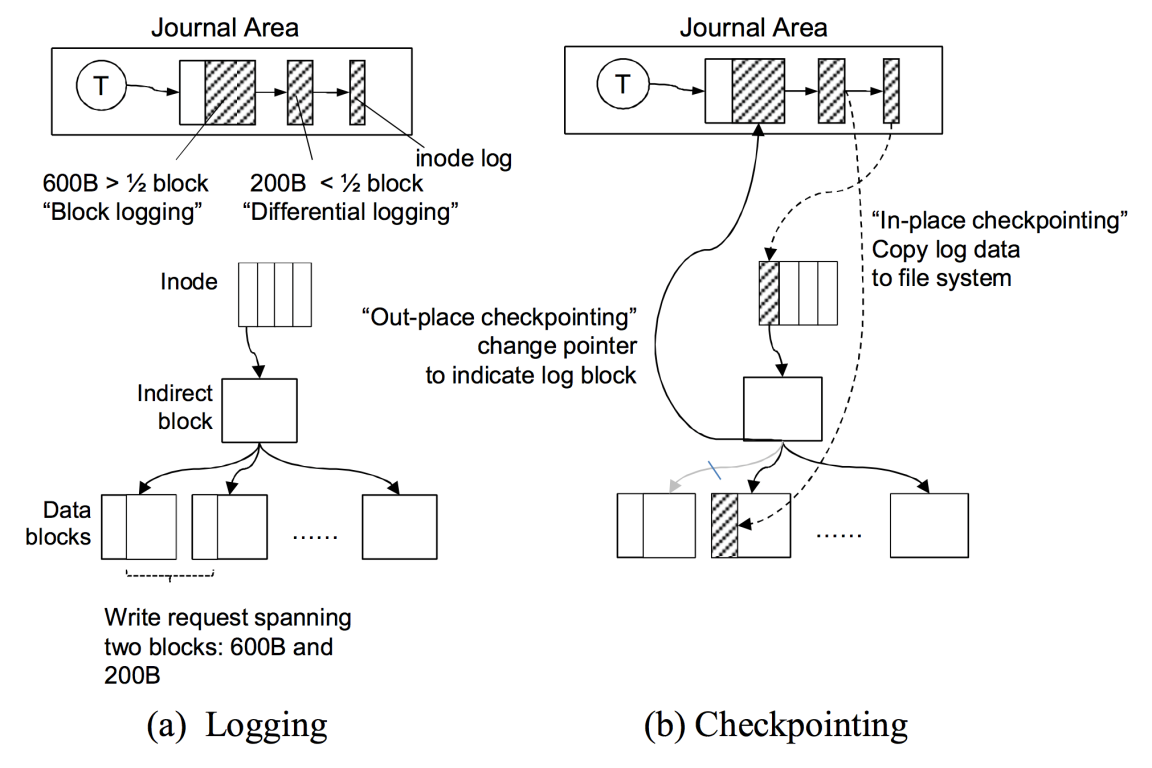 Journal Area
T
inode log
600B > ½ block
“Block logging”
200B < ½ block
“Differential logging”
Inode
Indirect
block
Data
blocks
......
Write request spanning
two blocks: 600B and
200B
(a) Logging
Journal Area
T
“In-place checkpointing”
Copy log data
to file system
“Out-place checkpointing”
change pointer
to indicate log block
......
(b) Checkpointing